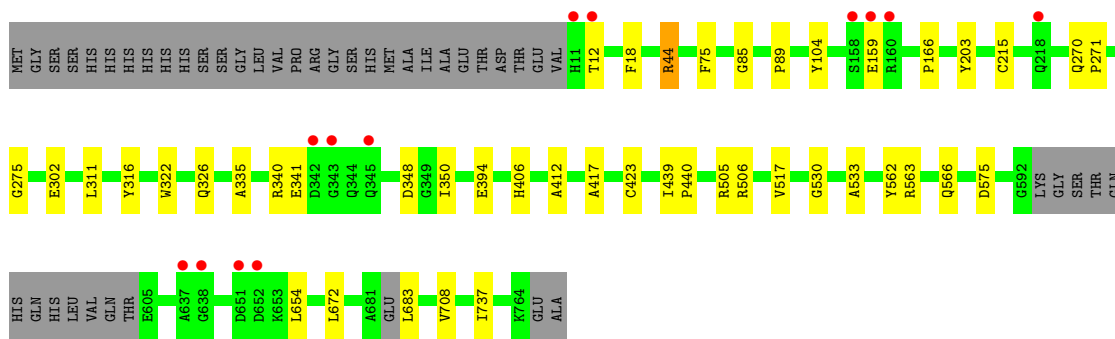 MET GLY SER SER HIS HIS HIS HIS HIS HIS SER SER GLY LEU VAL PRO ARG GLY SER HIS MET ALA ILE ALA GLU THR ASP THR GLU VAL H11 T12 F18 R44 F75 G85 P89 Y104 S158 E159 R160 P166 Y203 C215 Q218 Q270 P271
G275 E302 L311 Y316 W322 Q326 A335 R340 E341 D342 G343 Q344 Q345 D348 G349 I350 E394 H406 A412 A417 C423 I439 P440 R505 R506 V517 G530 A533 Y562 R563 Q566 D575 G592 LYS GLY SER THR GLN
HIS GLN HIS LEU VAL GLN THR E605 A637 G638 D651 D652 K653 L654 L672 A681 GLU L683 V708 I737 K764 GLU ALA